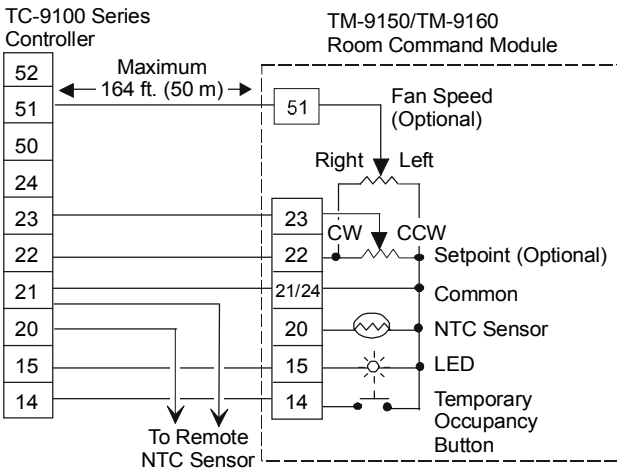 TC-9100 Series
Controller
52
51
50
24
23
22
21
20
15
14
Maximum
164 ft. (50 m)
To Remote
NTC Sensor
TM-9150/TM-9160
Room Command Module
51
Fan Speed
(Optional)
Right
Left
23
CW
CCW
22
Setpoint (Optional)
21/24
Common
20
NTC Sensor
15
LED
14
Temporary
Occupancy
Button